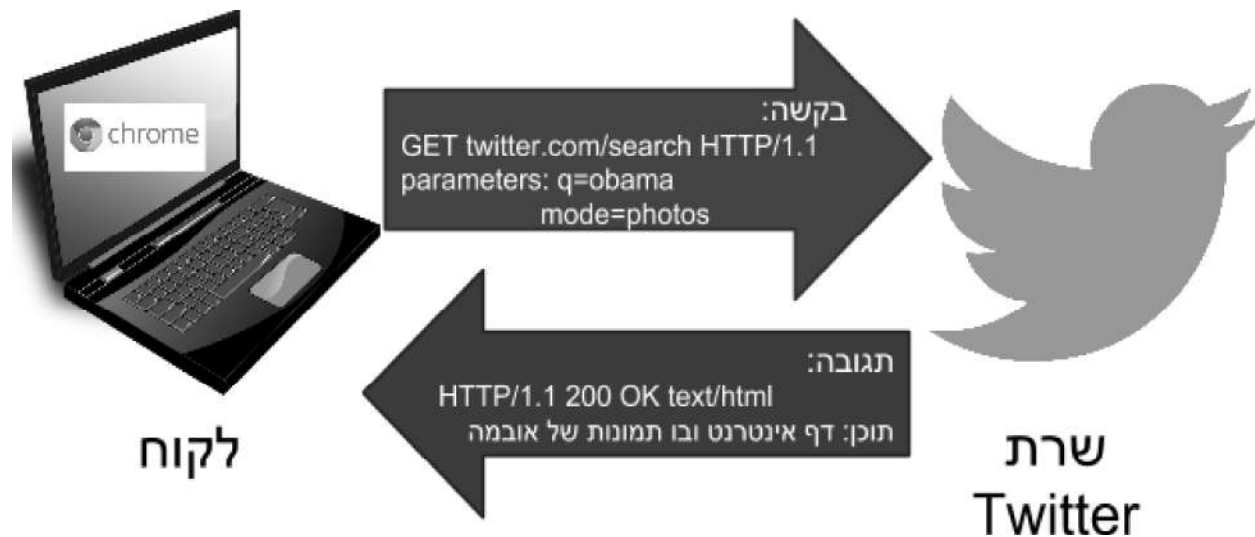 chrome
בקשה:
GET twitter.com/search HTTP/1.1
parameters: q=obama
mode=photos
תגובה:
HTTP/1.1 200 OK text/html
תוכן: דף אינטרנט ובו תמונות של אובמה
לקוח
שרת
Twitter